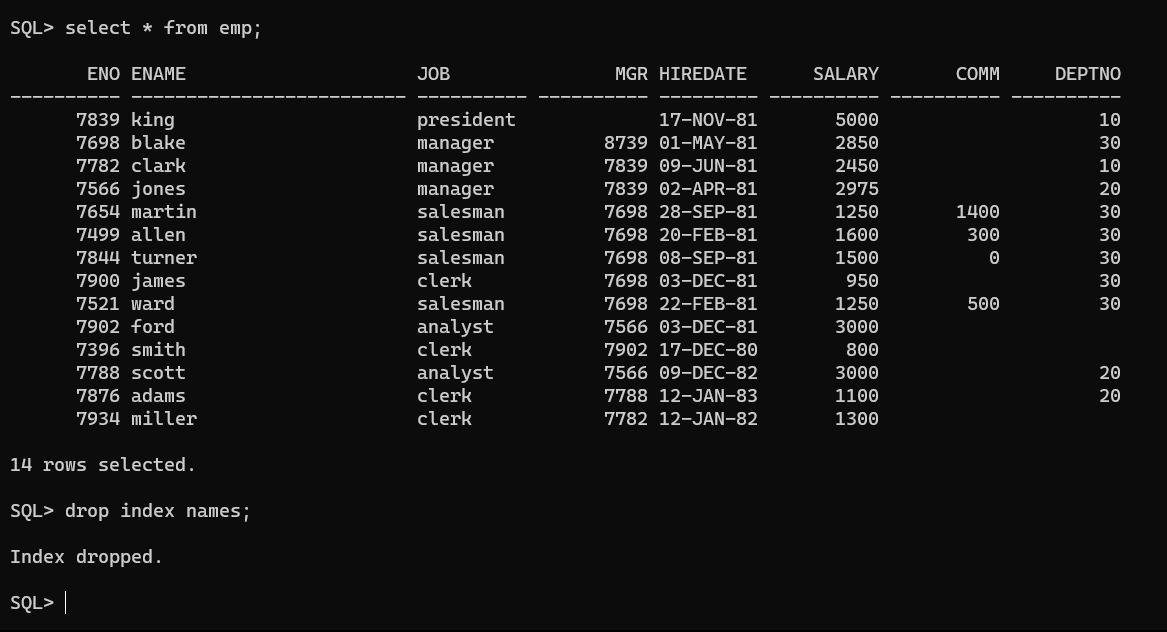 SQL> select * from emp;
       ENO ENAME                     JOB               MGR HIREDATE      SALARY       COMM     DEPTNO
---------- ------------------------- ---------- ---------- --------- ---------- ---------- ----------
      7839 king                      president             17-NOV-81       5000                    10
      7698 blake                     manager          8739 01-MAY-81       2850                    30
      7782 clark                     manager          7839 09-JUN-81       2450                    10
      7566 jones                     manager          7839 02-APR-81       2975                    20
      7654 martin                    salesman         7698 28-SEP-81       1250       1400         30
      7499 allen                     salesman         7698 20-FEB-81       1600        300         30
      7844 turner                    salesman         7698 08-SEP-81       1500          0         30
      7900 james                     clerk            7698 03-DEC-81        950                    30
      7521 ward                      salesman         7698 22-FEB-81       1250        500         30
      7902 ford                      analyst          7566 03-DEC-81       3000
      7396 smith                     clerk            7902 17-DEC-80        800
      7788 scott                     analyst          7566 09-DEC-82       3000                    20
      7876 adams                     clerk            7788 12-JAN-83       1100                    20
      7934 miller                    clerk            7782 12-JAN-82       1300
14 rows selected.
SQL> drop index names;
Index dropped.
SQL>